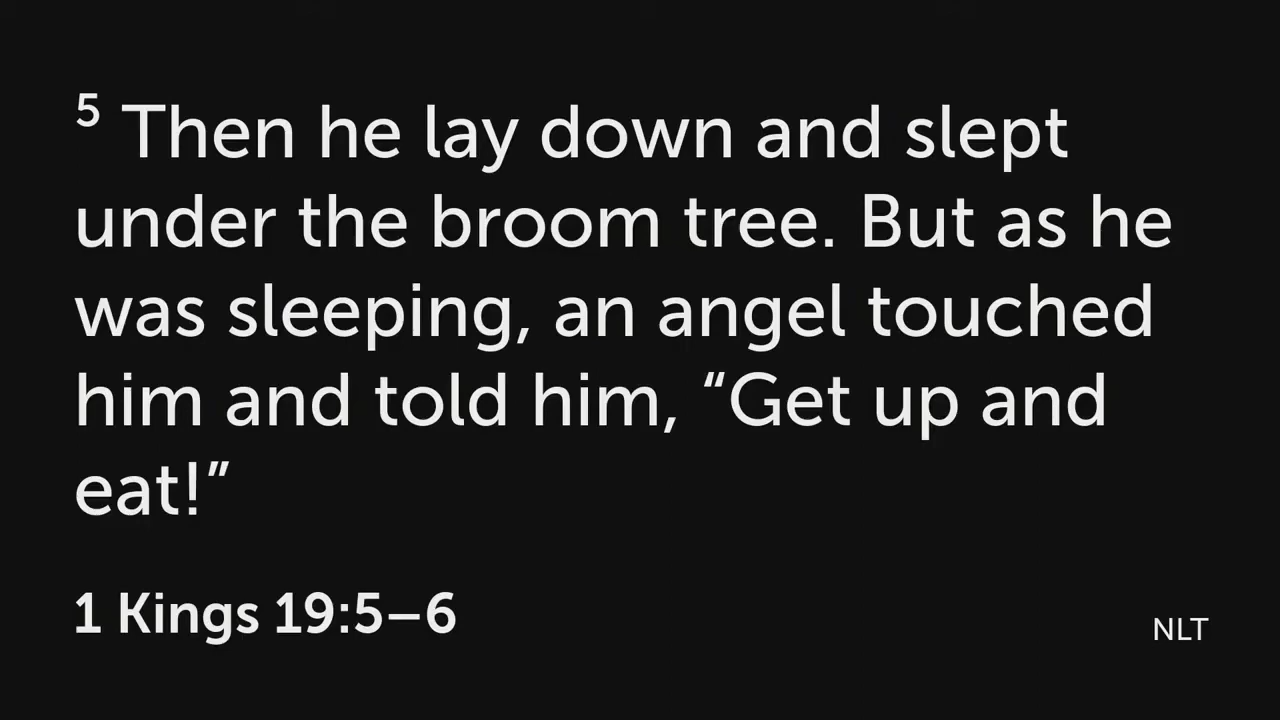 5 Then he lay down and slept
under the broom tree. But as he
was sleeping, an angel touched
him and told him, “Get up and
eat!”
1 Kings 19:5–6
NLT